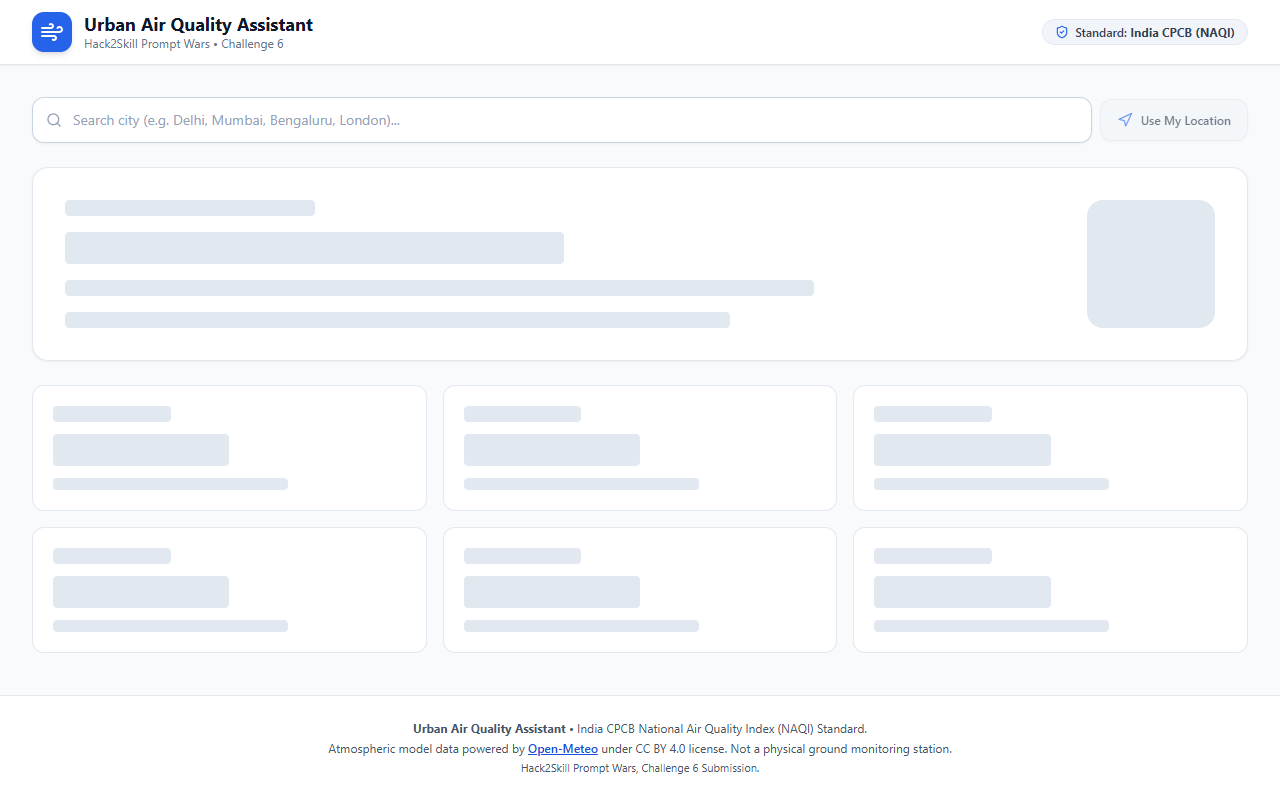 Urban Air Quality Assistant
Hack2Skill Prompt Wars • Challenge 6
Standard: India CPCB (NAQI)
Search city (e.g. Delhi, Mumbai, Bengaluru, London)...
Use My Location
Urban Air Quality Assistant • India CPCB National Air Quality Index (NAQI) Standard.
Atmospheric model data powered by Open-Meteo under CC BY 4.0 license. Not a physical ground monitoring station.
Hack2Skill Prompt Wars, Challenge 6 Submission.